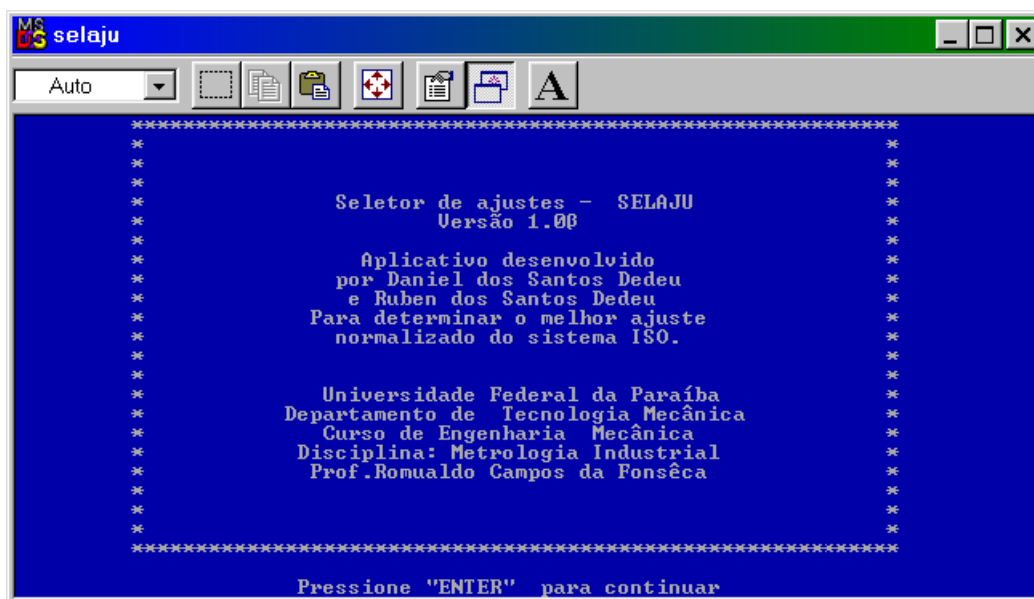 selaju
Auto
A
************************************************************
Seletor de ajustes - SELAJU
Versão 1.0β
Aplicativo desenvolvido
por Daniel dos Santos Dedeu
e Ruben dos Santos Dedeu
Para determinar o melhor ajuste
normalizado do sistema ISO.
Universidade Federal da Paraíba
Departamento de Tecnologia Mecânica
Curso de Engenharia Mecânica
Disciplina: Metrologia Industrial
Prof.Romualdo Campos da Fonsêca
************************************************************
Pressione "ENTER" para continuar